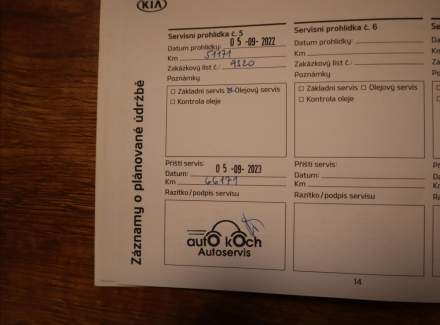 KIA
Záznamy o plánované údržbě
Servisní prohlídka č. 5
Datum prohlídky: 05-09-2022
Km 51171
Zakázkový list č.: 9120
Poznámky
Základní servis Olejový servis
Kontrola oleje
Příští servis:
Datum: 05-09-2023
Km 66171
Razítko/podpis servisu
autO kOch
Autoservis
Servisní prohlídka č. 6
Datum prohlídky:
Km
Zakázkový list č.:
Poznámky
Základní servis Olejový servis
Kontrola oleje
Příští servis:
Datum:
Km
Razítko/podpis servisu
14